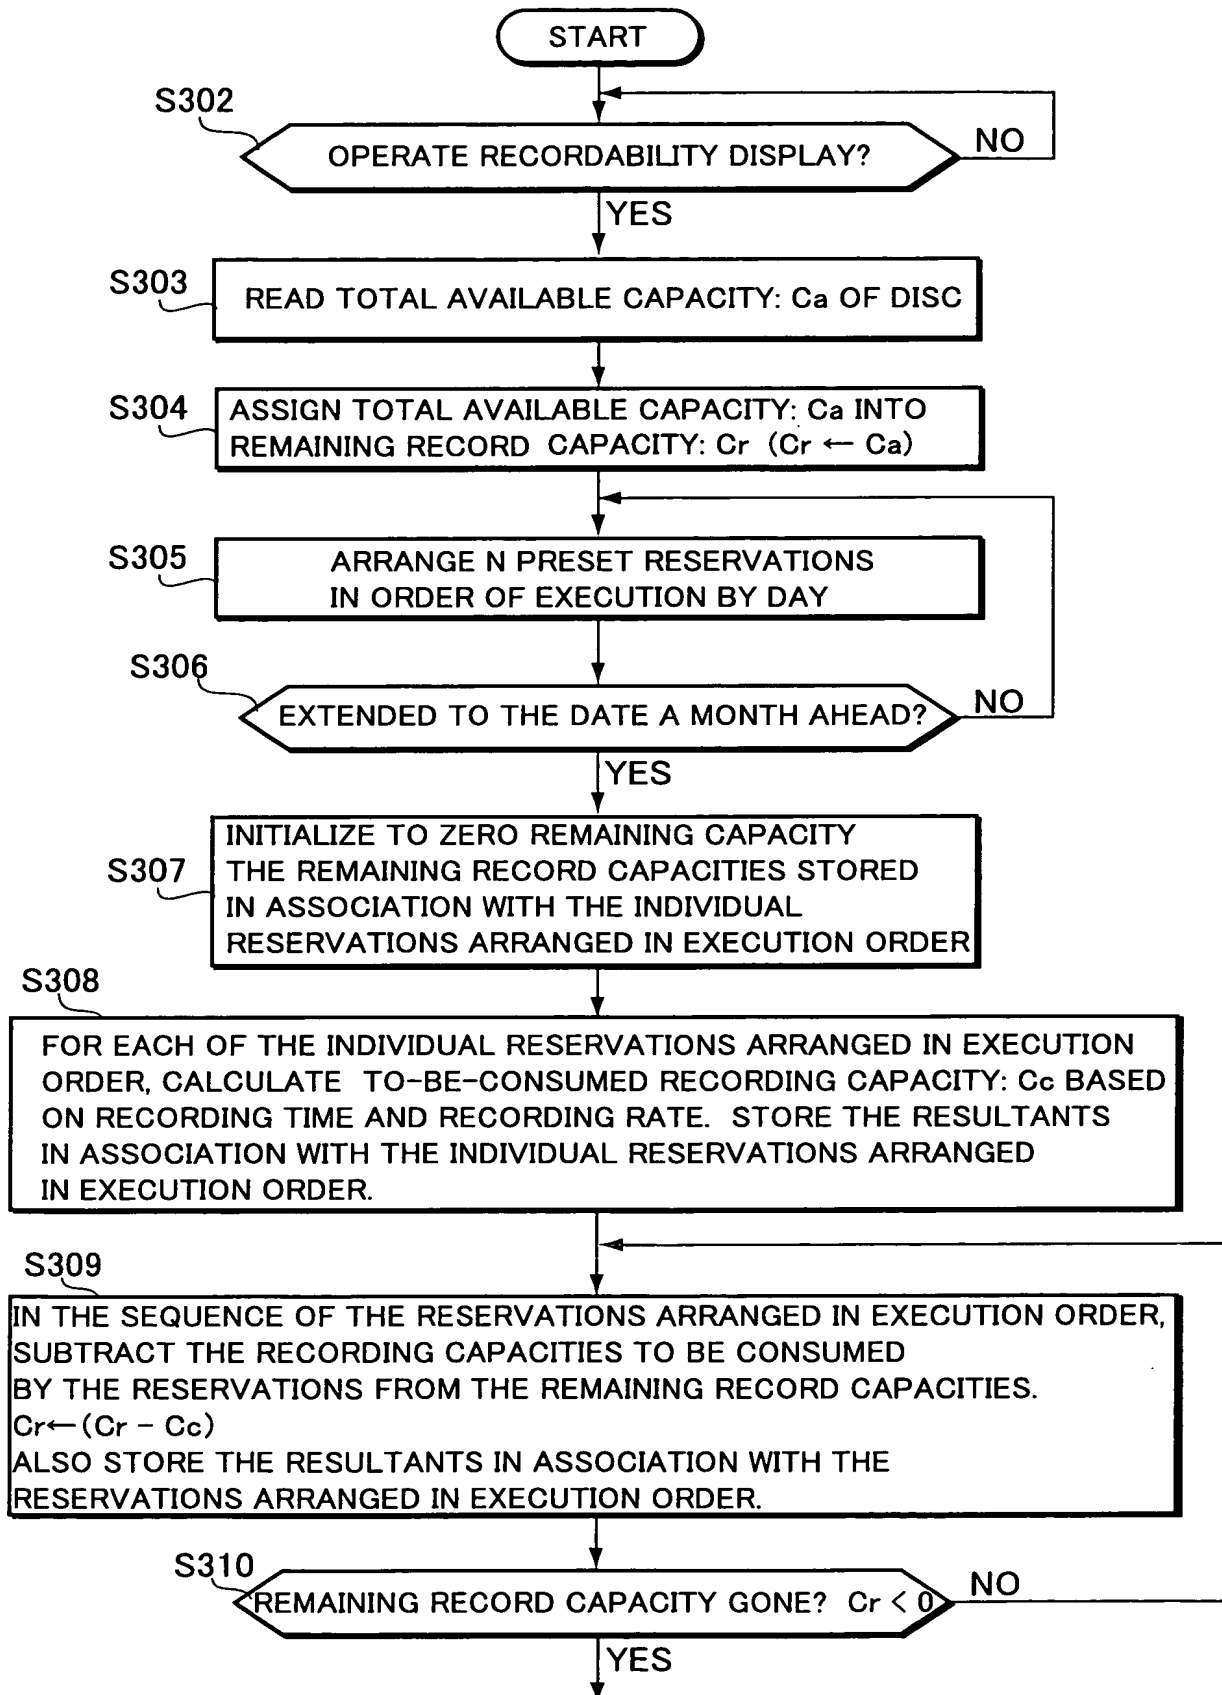 START
S302
OPERATE RECORDABILITY DISPLAY?
NO
YES
S303
READ TOTAL AVAILABLE CAPACITY: Ca OF DISC
S304
ASSIGN TOTAL AVAILABLE CAPACITY: Ca INTO
REMAINING RECORD CAPACITY: Cr (Cr ← Ca)
S305
ARRANGE N PRESET RESERVATIONS
IN ORDER OF EXECUTION BY DAY
S306
EXTENDED TO THE DATE A MONTH AHEAD?
NO
YES
S307
INITIALIZE TO ZERO REMAINING CAPACITY
THE REMAINING RECORD CAPACITIES STORED
IN ASSOCIATION WITH THE INDIVIDUAL
RESERVATIONS ARRANGED IN EXECUTION ORDER
S308
FOR EACH OF THE INDIVIDUAL RESERVATIONS ARRANGED IN EXECUTION
ORDER, CALCULATE TO-BE-CONSUMED RECORDING CAPACITY: Cc BASED
ON RECORDING TIME AND RECORDING RATE. STORE THE RESULTANTS
IN ASSOCIATION WITH THE INDIVIDUAL RESERVATIONS ARRANGED
IN EXECUTION ORDER.
S309
IN THE SEQUENCE OF THE RESERVATIONS ARRANGED IN EXECUTION ORDER,
SUBTRACT THE RECORDING CAPACITIES TO BE CONSUMED
BY THE RESERVATIONS FROM THE REMAINING RECORD CAPACITIES.
Cr←(Cr - Cc)
ALSO STORE THE RESULTANTS IN ASSOCIATION WITH THE
RESERVATIONS ARRANGED IN EXECUTION ORDER.
S310
REMAINING RECORD CAPACITY GONE? Cr < 0
NO
YES